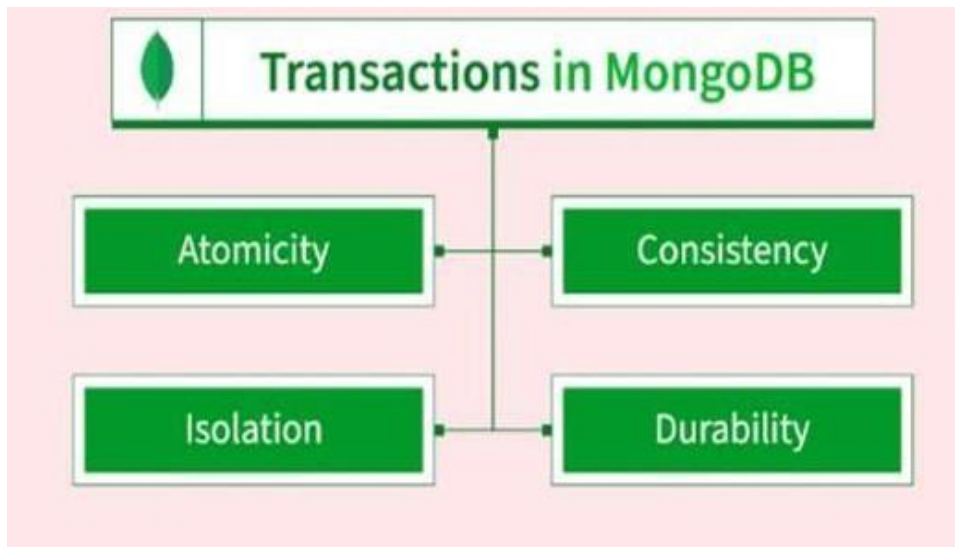 Transactions in MongoDB
Atomicity
Consistency
Isolation
Durability